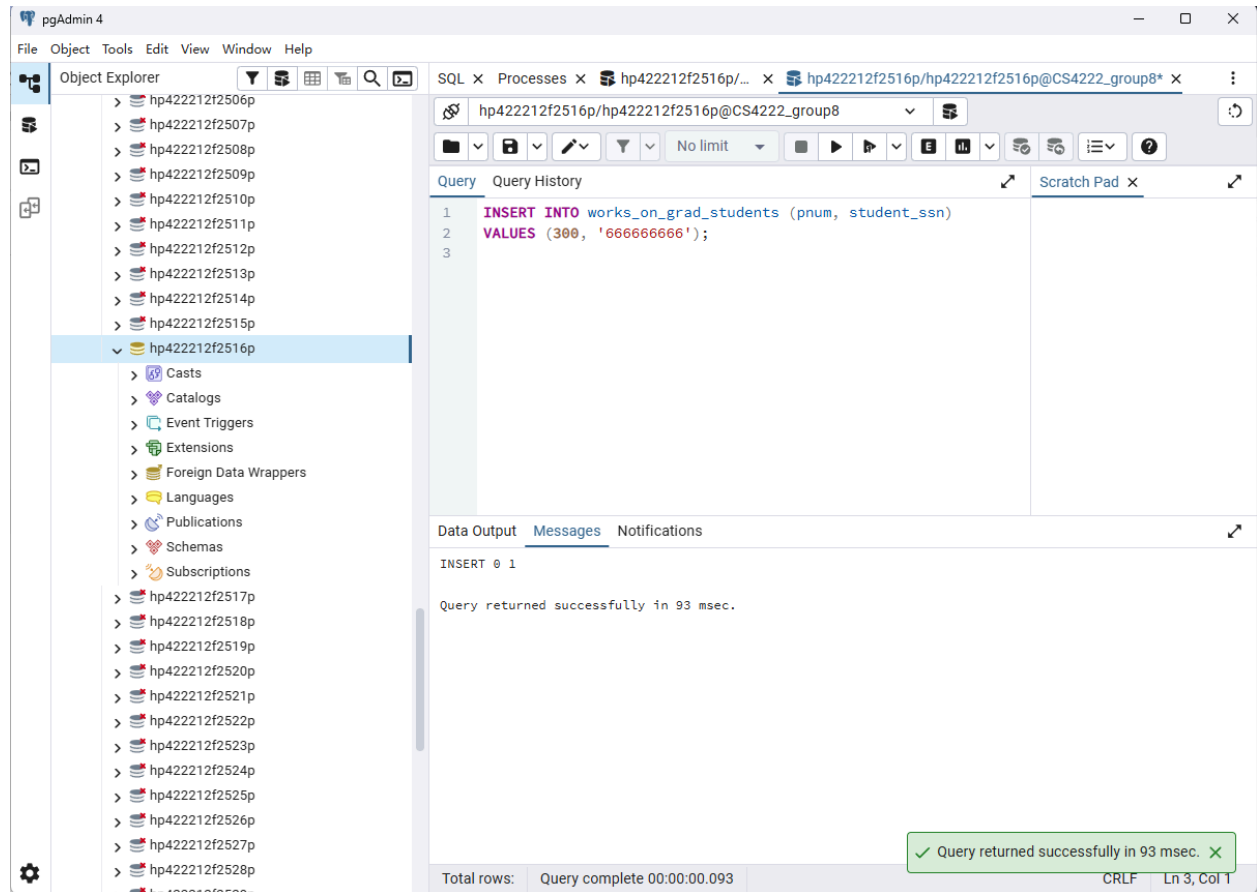 pgAdmin 4
File Object Tools Edit View Window Help
Object Explorer
hp422212f2506p
hp422212f2507p
hp422212f2508p
hp422212f2509p
hp422212f2510p
hp422212f2511p
hp422212f2512p
hp422212f2513p
hp422212f2514p
hp422212f2515p
hp422212f2516p
Casts
Catalogs
Event Triggers
Extensions
Foreign Data Wrappers
Languages
Publications
Schemas
Subscriptions
hp422212f2517p
hp422212f2518p
hp422212f2519p
hp422212f2520p
hp422212f2521p
hp422212f2522p
hp422212f2523p
hp422212f2524p
hp422212f2525p
hp422212f2526p
hp422212f2527p
hp422212f2528p
SQL Processes hp422212f2516p/... hp422212f2516p/hp422212f2516p@CS4222_group8*
hp422212f2516p/hp422212f2516p@CS4222_group8
No limit E
Query Query History
Scratch Pad
1 INSERT INTO works_on_grad_students (pnum, student_ssn)
2 VALUES (300, '666666666');
3
Data Output Messages Notifications
INSERT 0 1
Query returned successfully in 93 msec.
Query returned successfully in 93 msec.
Total rows: Query complete 00:00:00.093 CRLF Ln 3, Col 1